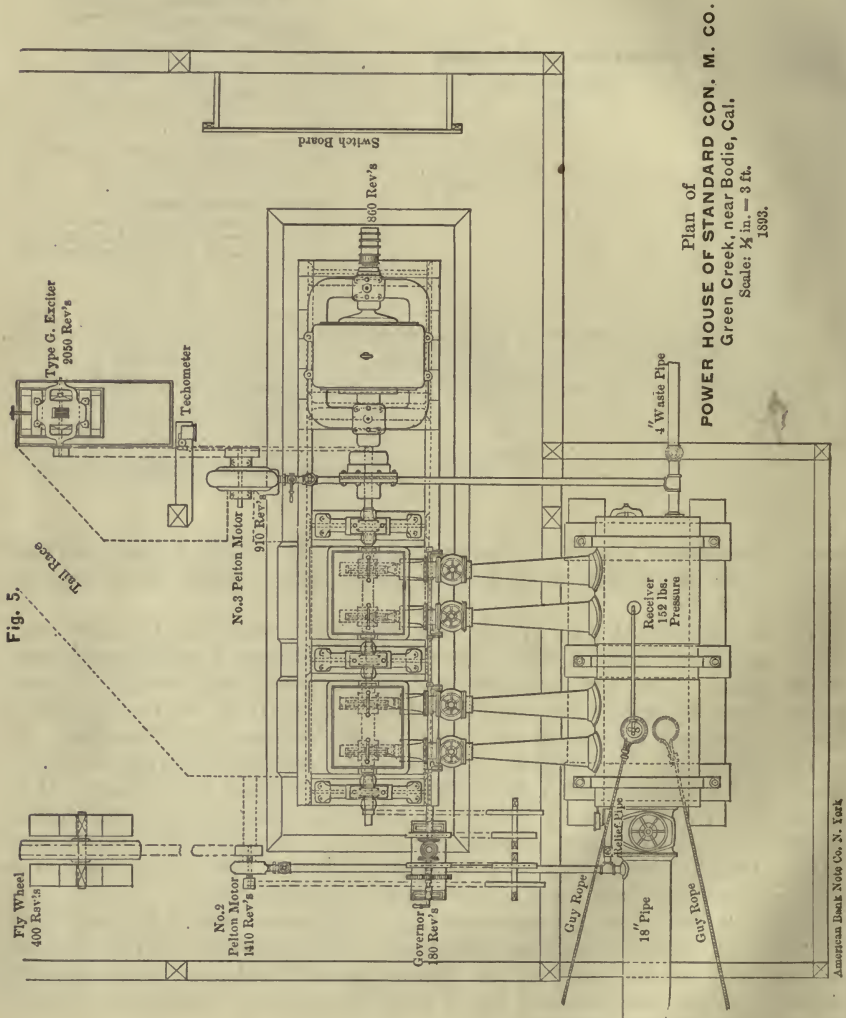 Fig. 5.
Fly Wheel
400 Rev's
Tail Race
Type G. Exciter
2050 Rev's
Techometer
Switch Board
No.2
Pelton Motor
1410 Rev's
No.3 Pelton Motor
910 Rev's
860 Rev's
Governor
180 Rev's
Relief Pipe
Guy Rope
18" Pipe
Guy Rope
Receiver
152 lbs.
Pressure
4" Waste Pipe
Plan of
POWER HOUSE OF STANDARD CON. M. CO.
Green Creek, near Bodie, Cal.
Scale: in. = 3 ft.
1893.
American Bank Note Co. N. York